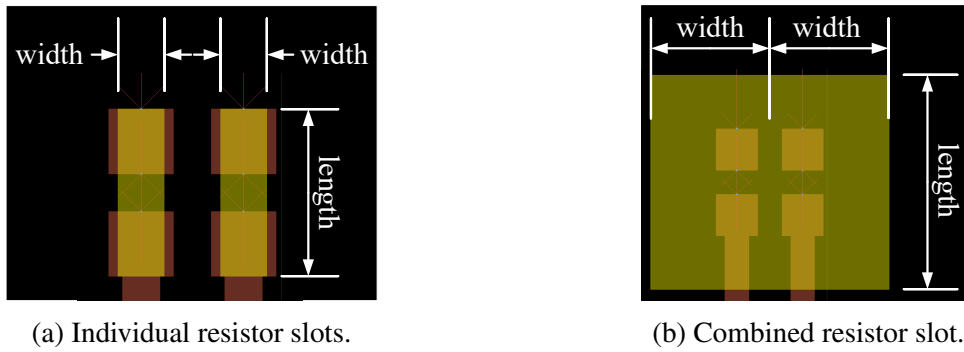 width
width
length
(a) Individual resistor slots.
width
width
length
(b) Combined resistor slot.